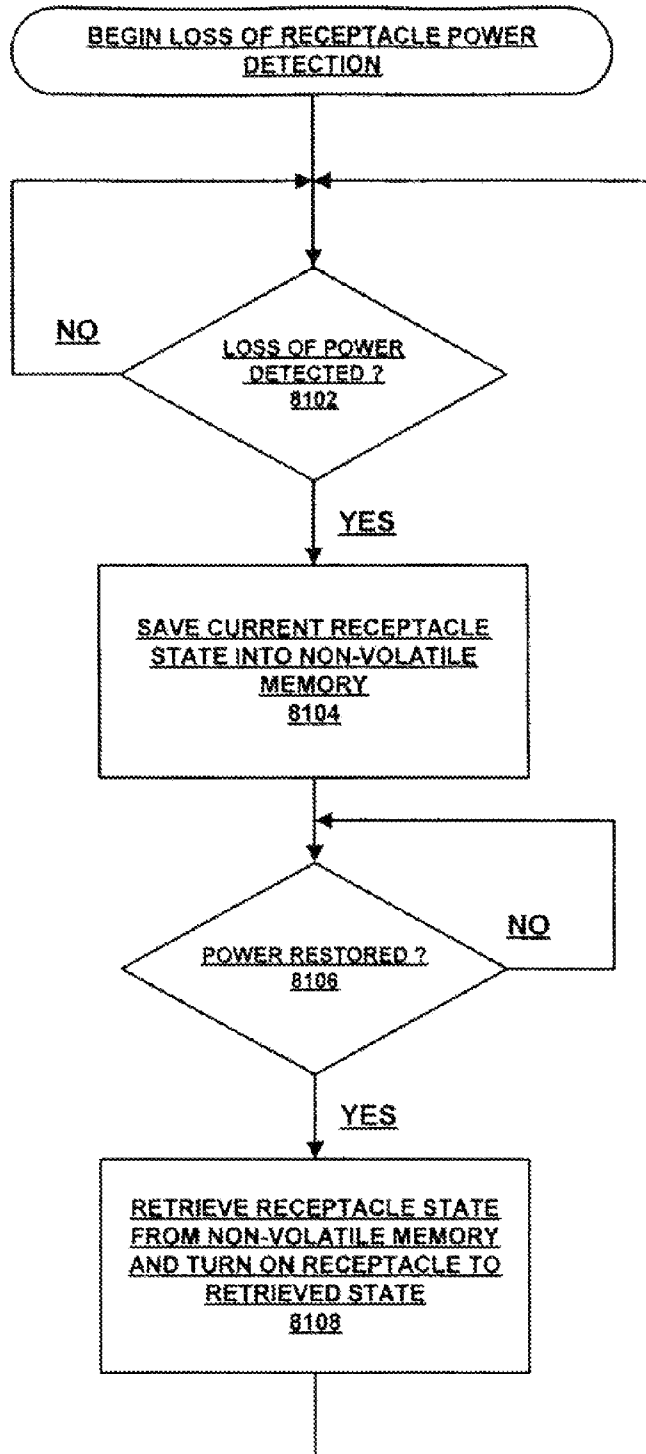 BEGIN LOSS OF RECEPTACLE POWER
DETECTION
NO
LOSS OF POWER
DETECTED ?
8102
YES
SAVE CURRENT RECEPTACLE
STATE INTO NON-VOLATILE
MEMORY
8104
NO
POWER RESTORED ?
8106
YES
RETRIEVE RECEPTACLE STATE
FROM NON-VOLATILE MEMORY
AND TURN ON RECEPTACLE TO
RETRIEVED STATE
8108